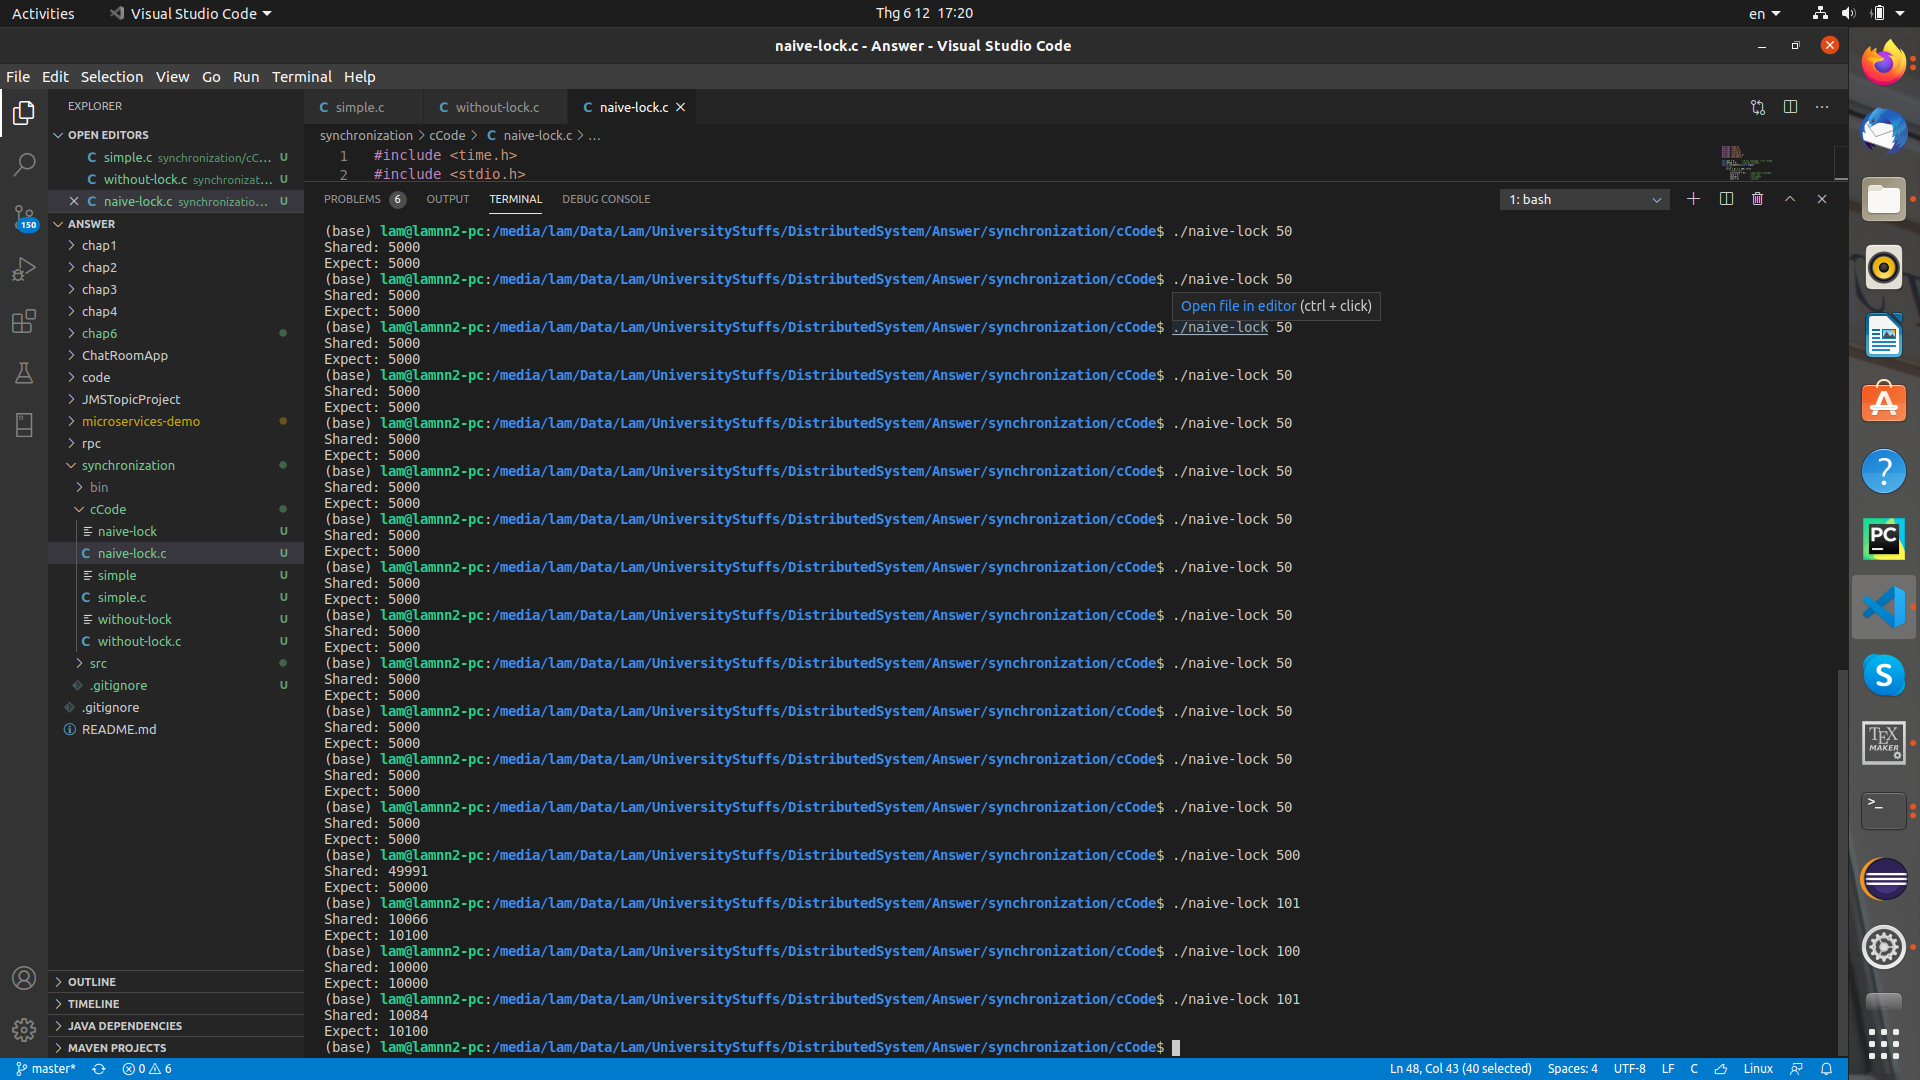 Activities
Visual Studio Code
Thg 6 12 17:20
en
naive-lock.c - Answer - Visual Studio Code
File Edit Selection View Go Run Terminal Help
EXPLORER
OPEN EDITORS
C simple.c synchronization/cC... U
C without-lock.c synchronizat... U
C naive-lock.c synchronizatio... U
150
ANSWER
chap1
chap2
chap3
chap4
chap6
ChatRoomApp
code
JMSTopicProject
microservices-demo
rpc
synchronization
bin
cCode
naive-lock U
C naive-lock.c U
simple U
C simple.c U
without-lock U
C without-lock.c U
src
.gitignore U
.gitignore
README.md
OUTLINE
TIMELINE
JAVA DEPENDENCIES
MAVEN PROJECTS
C simple.c C without-lock.c C naive-lock.c
synchronization > cCode > C naive-lock.c > ...
1 #include <time.h>
2 #include <stdio.h>
PROBLEMS 6 OUTPUT TERMINAL DEBUG CONSOLE
1: bash
(base) lam@lamnn2-pc:/media/lam/Data/Lam/UniversityStuffs/DistributedSystem/Answer/synchronization/cCode$ ./naive-lock 50
Shared: 5000
Expect: 5000
(base) lam@lamnn2-pc:/media/lam/Data/Lam/UniversityStuffs/DistributedSystem/Answer/synchronization/cCode$ ./naive-lock 50
Shared: 5000
Open file in editor (ctrl + click)
Expect: 5000
(base) lam@lamnn2-pc:/media/lam/Data/Lam/UniversityStuffs/DistributedSystem/Answer/synchronization/cCode$ ./naive-lock 50
Shared: 5000
Expect: 5000
(base) lam@lamnn2-pc:/media/lam/Data/Lam/UniversityStuffs/DistributedSystem/Answer/synchronization/cCode$ ./naive-lock 50
Shared: 5000
Expect: 5000
(base) lam@lamnn2-pc:/media/lam/Data/Lam/UniversityStuffs/DistributedSystem/Answer/synchronization/cCode$ ./naive-lock 50
Shared: 5000
Expect: 5000
(base) lam@lamnn2-pc:/media/lam/Data/Lam/UniversityStuffs/DistributedSystem/Answer/synchronization/cCode$ ./naive-lock 50
Shared: 5000
Expect: 5000
(base) lam@lamnn2-pc:/media/lam/Data/Lam/UniversityStuffs/DistributedSystem/Answer/synchronization/cCode$ ./naive-lock 50
Shared: 5000
Expect: 5000
(base) lam@lamnn2-pc:/media/lam/Data/Lam/UniversityStuffs/DistributedSystem/Answer/synchronization/cCode$ ./naive-lock 50
Shared: 5000
Expect: 5000
(base) lam@lamnn2-pc:/media/lam/Data/Lam/UniversityStuffs/DistributedSystem/Answer/synchronization/cCode$ ./naive-lock 50
Shared: 5000
Expect: 5000
(base) lam@lamnn2-pc:/media/lam/Data/Lam/UniversityStuffs/DistributedSystem/Answer/synchronization/cCode$ ./naive-lock 50
Shared: 5000
Expect: 5000
(base) lam@lamnn2-pc:/media/lam/Data/Lam/UniversityStuffs/DistributedSystem/Answer/synchronization/cCode$ ./naive-lock 50
Shared: 5000
Expect: 5000
(base) lam@lamnn2-pc:/media/lam/Data/Lam/UniversityStuffs/DistributedSystem/Answer/synchronization/cCode$ ./naive-lock 50
Shared: 5000
Expect: 5000
(base) lam@lamnn2-pc:/media/lam/Data/Lam/UniversityStuffs/DistributedSystem/Answer/synchronization/cCode$ ./naive-lock 50
Shared: 5000
Expect: 5000
(base) lam@lamnn2-pc:/media/lam/Data/Lam/UniversityStuffs/DistributedSystem/Answer/synchronization/cCode$ ./naive-lock 500
Shared: 49991
Expect: 50000
(base) lam@lamnn2-pc:/media/lam/Data/Lam/UniversityStuffs/DistributedSystem/Answer/synchronization/cCode$ ./naive-lock 101
Shared: 10066
Expect: 10100
(base) lam@lamnn2-pc:/media/lam/Data/Lam/UniversityStuffs/DistributedSystem/Answer/synchronization/cCode$ ./naive-lock 100
Shared: 10000
Expect: 10000
(base) lam@lamnn2-pc:/media/lam/Data/Lam/UniversityStuffs/DistributedSystem/Answer/synchronization/cCode$ ./naive-lock 101
Shared: 10084
Expect: 10100
(base) lam@lamnn2-pc:/media/lam/Data/Lam/UniversityStuffs/DistributedSystem/Answer/synchronization/cCode$
PC
S
TEX
MAKER
master* 0 6
Ln 48, Col 43 (40 selected) Spaces: 4 UTF-8 LF C Linux